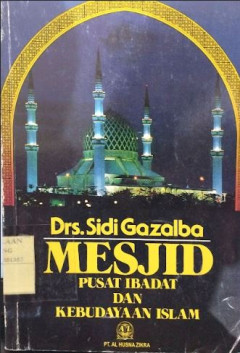 Drs. Sidi Gazalba
MESJID
PUSAT IBADAT
DAN
KEBUDAYAAN ISLAM
PT. AL HUSNA ZIKRA